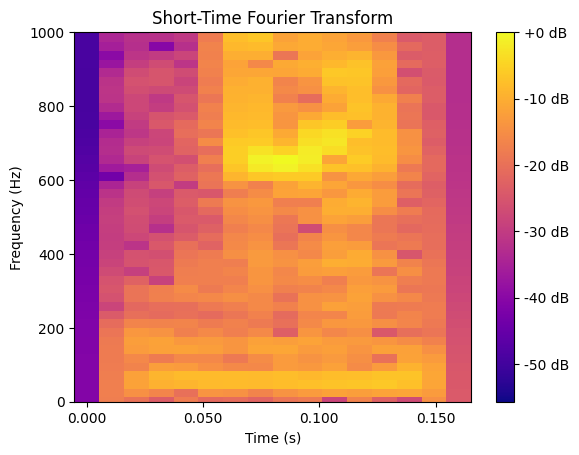 Short-Time Fourier Transform
1000
800
600
400
200
0
Frequency (Hz)
0.000
0.050
0.100
0.150
Time (s)
+0 dB
-10 dB
-20 dB
-30 dB
-40 dB
-50 dB